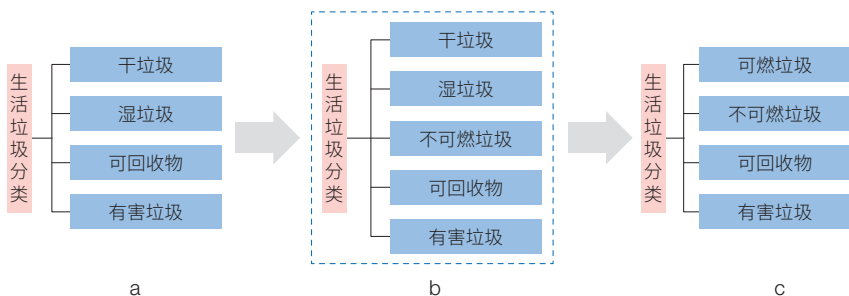 生活垃圾分类
干垃圾
湿垃圾
可回收物
有害垃圾
a
生活垃圾分类
干垃圾
湿垃圾
不可燃垃圾
可回收物
有害垃圾
b
生活垃圾分类
可燃垃圾
不可燃垃圾
可回收物
有害垃圾
c